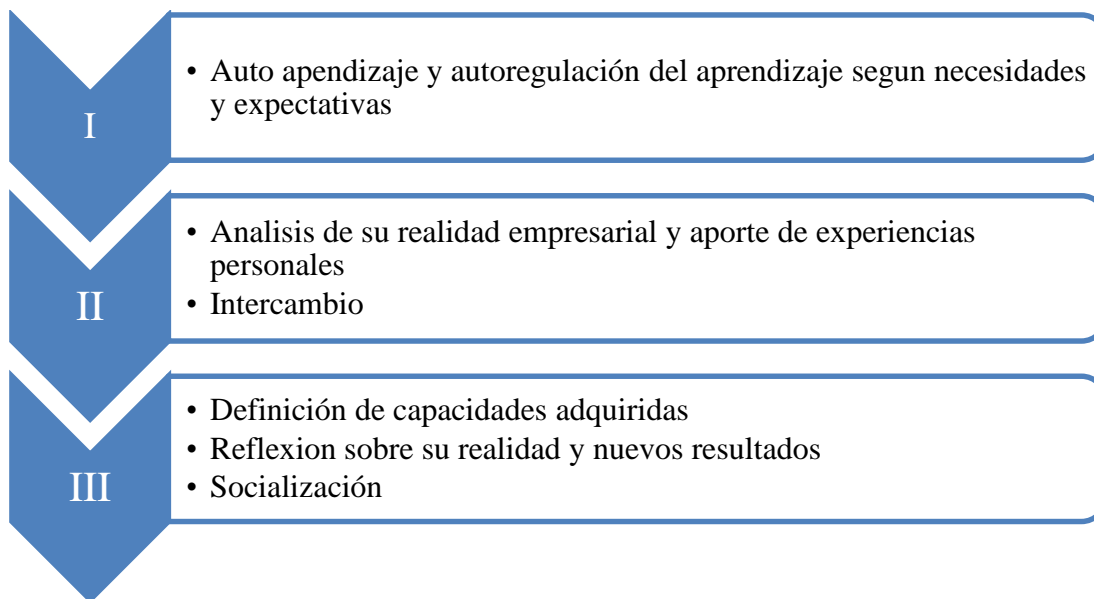 I
• Auto apendizaje y autoregulación del aprendizaje segun necesidades
y expectativas
II
• Analisis de su realidad empresarial y aporte de experiencias
personales
• Intercambio
III
• Definición de capacidades adquiridas
• Reflexion sobre su realidad y nuevos resultados
• Socialización